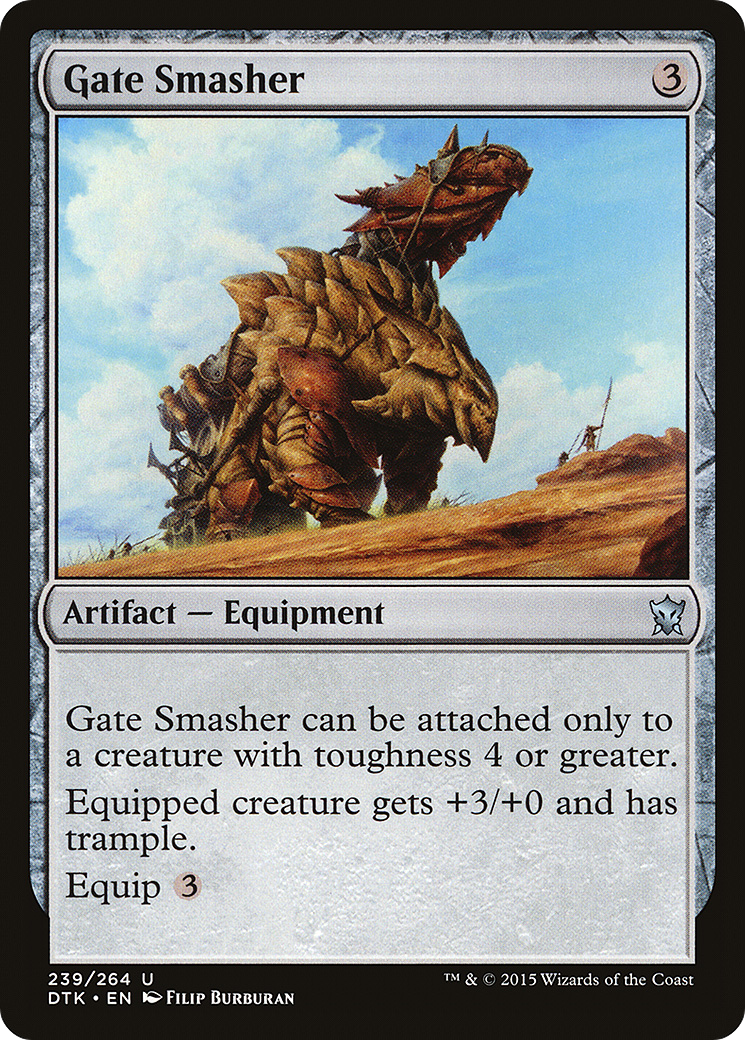 Gate Smasher 3
Artifact — Equipment
Gate Smasher can be attached only to
a creature with toughness 4 or greater.
Equipped creature gets +3/+0 and has
trample.
Equip 3
239/264 U
™ & © 2015 Wizards of the Coast
DTK • EN Filip Burburan